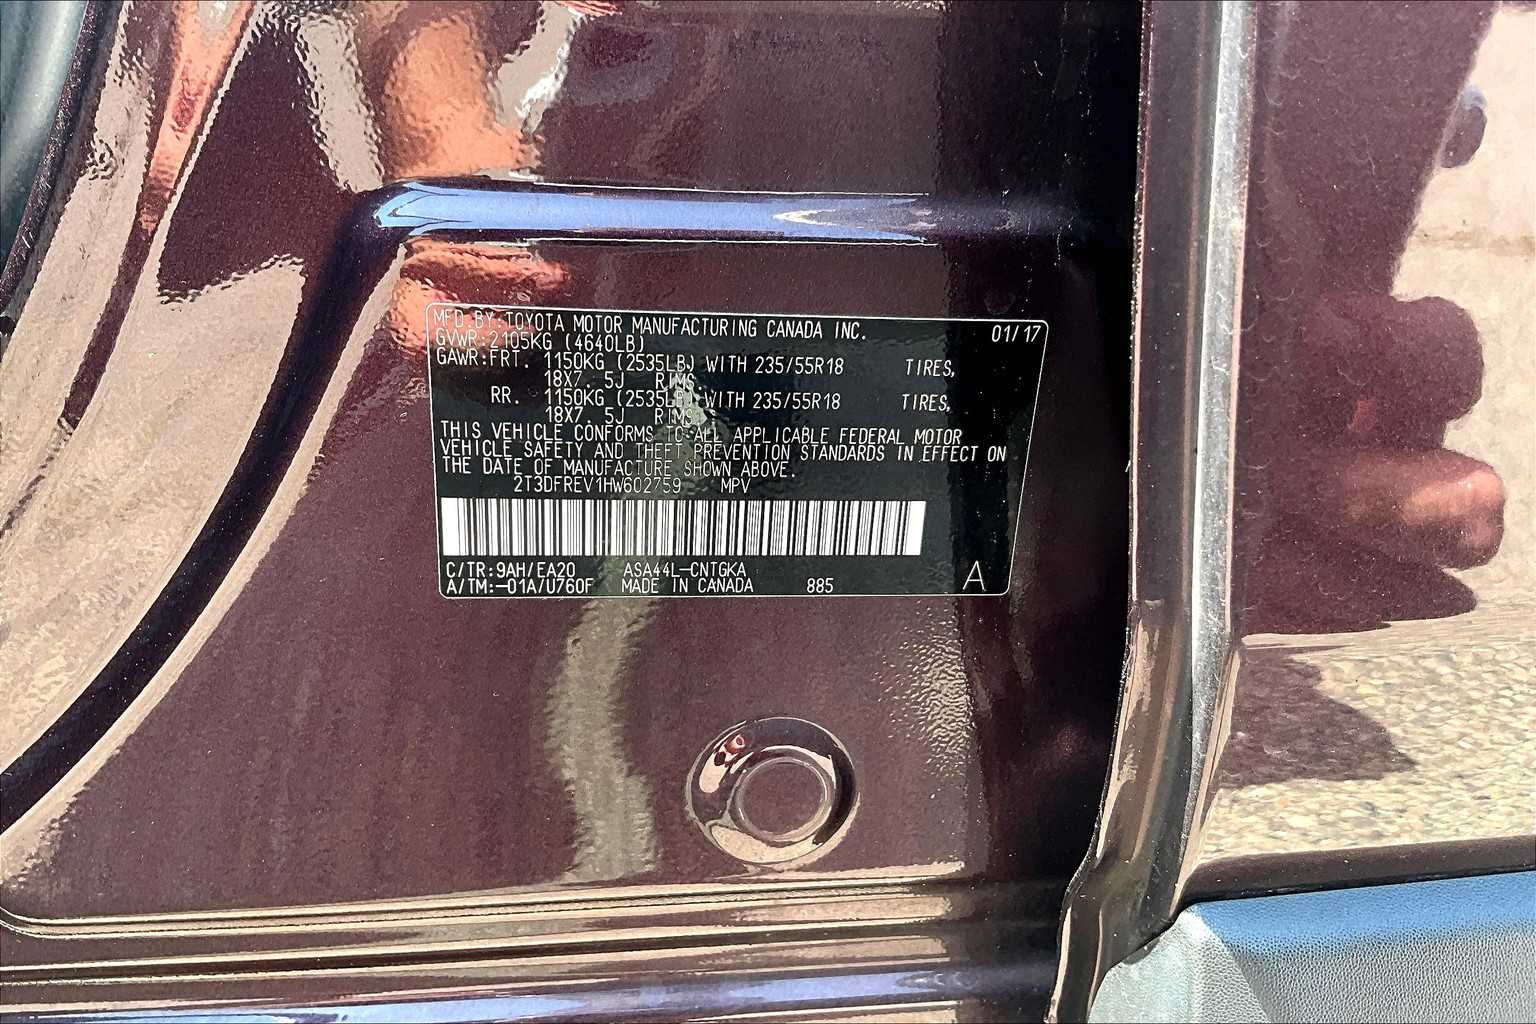 MFD.BY:TOYOTA MOTOR MANUFACTURING CANADA INC. 01/17
GVWR:2105KG (4640LB)
GAWR:FRT. 1150KG (2535LB) WITH 235/55R18 TIRES,
18X7. 5J RIMS
RR. 1150KG (2535LB) WITH 235/55R18 TIRES,
18X7. 5J RIMS
THIS VEHICLE CONFORMS TO ALL APPLICABLE FEDERAL MOTOR
VEHICLE SAFETY AND THEFT PREVENTION STANDARDS IN EFFECT ON
THE DATE OF MANUFACTURE SHOWN ABOVE.
2T3DFREV1HW602759 MPV
C/TR:9AH/EA20 ASA44L-CNTGKA
A/TM:-01A/U760F MADE IN CANADA 885 A